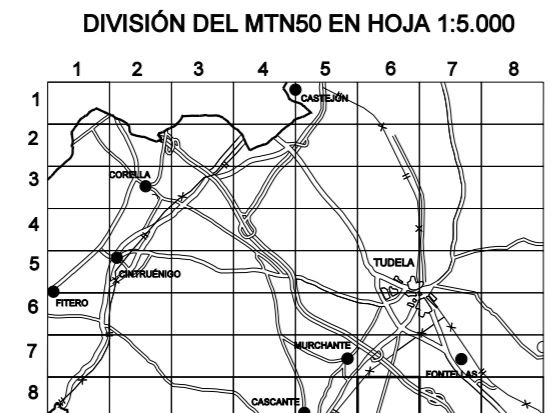 DIVISIÓN DEL MTN50 EN HOJA 1:5.000
1 2 3 4 5 6 7 8
1
CASTEJÓN
2
3
CORELLA
4
5
TUDELA
CINTRUÉNIGO
6
FITERO
7
MURCHANTE
FONTELLAS
8
CASCANTE